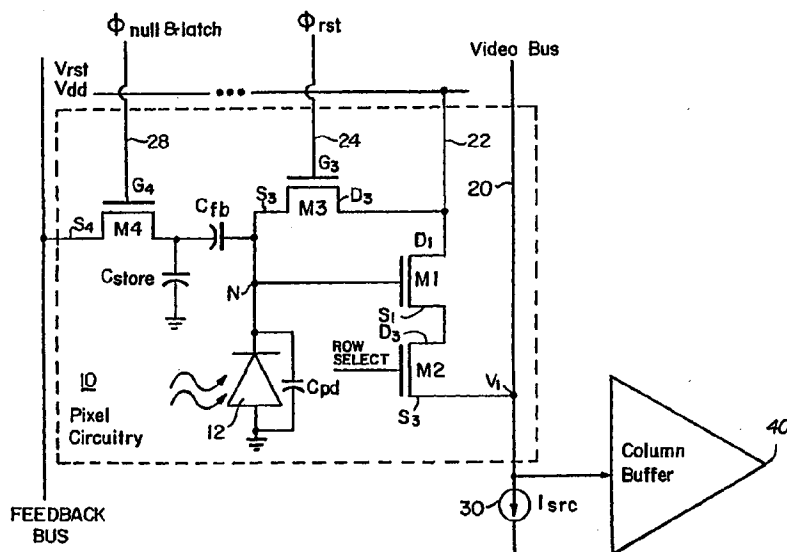 Φnull & latch
Φrst
Video Bus
Vrst
Vdd
28
24
22
20
G4
G3
S3
D3
Cfb
M3
S4
M4
D1
Cstore
N
M1
S1
D3
ROW
SELECT
M2
V1
10
Cpd
Pixel
Circuitry
12
S3
40
Column
Buffer
FEEDBACK
BUS
30
Isrc